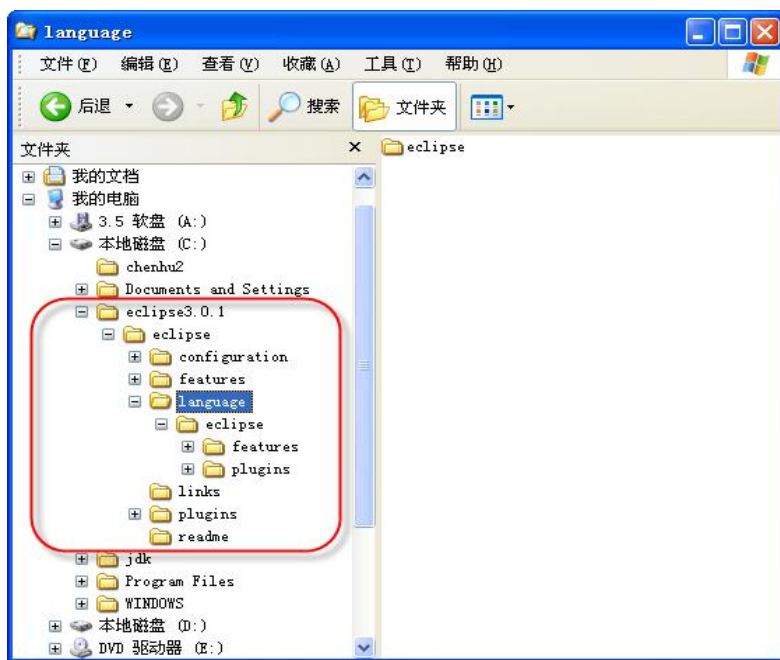 language
文件(F) 编辑(E) 查看(V) 收藏(A) 工具(T) 帮助(H)
后退 搜索 文件夹
文件夹 eclipse
我的文档
我的电脑
3.5 软盘 (A:)
本地磁盘 (C:)
chenhu2
Documents and Settings
eclipse3.0.1
eclipse
configuration
features
language
eclipse
features
plugins
links
plugins
readme
jdk
Program Files
WINDOWS
本地磁盘 (D:)
DVD 驱动器 (E:)